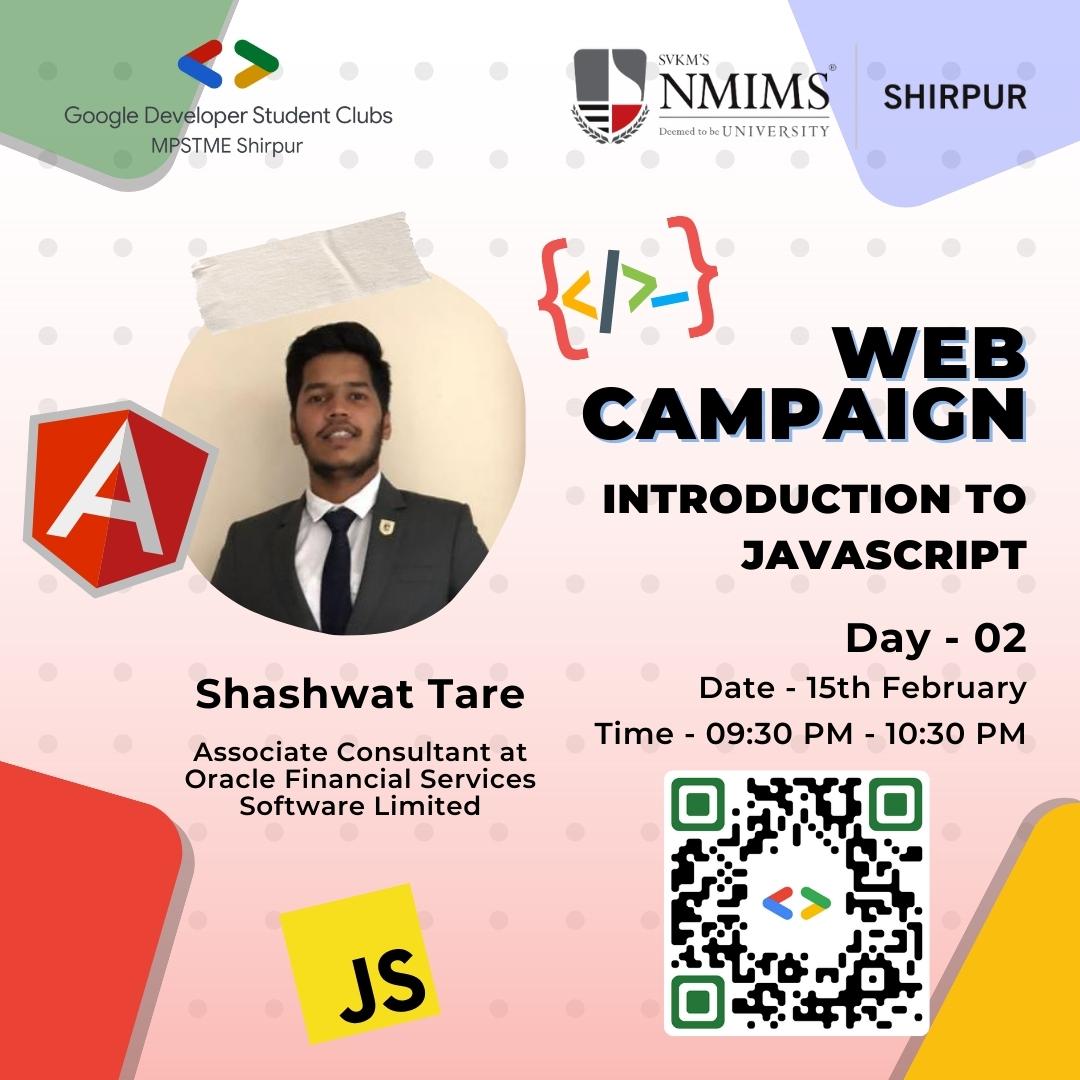 Google Developer Student Clubs
MPSTME Shirpur
SVKM'S
NMIMS®
Deemed to be UNIVERSITY
SHIRPUR
{</>_}
WEB
CAMPAIGN
INTRODUCTION TO
JAVASCRIPT
Day - 02
Date - 15th February
Time - 09:30 PM - 10:30 PM
A
Shashwat Tare
Associate Consultant at
Oracle Financial Services
Software Limited
JS